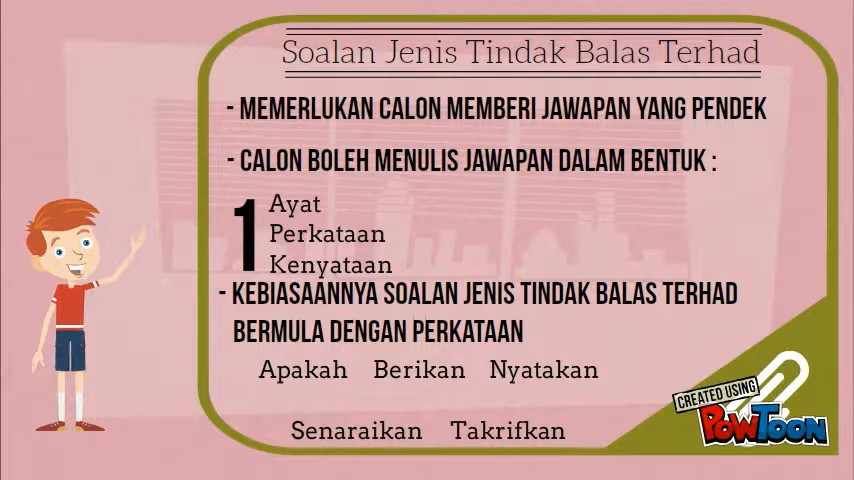 Soalan Jenis Tindak Balas Terhad
- MEMERLUKAN CALON MEMBERI JAWAPAN YANG PENDEK
- CALON BOLEH MENULIS JAWAPAN DALAM BENTUK :
1
Ayat
Perkataan
Kenyataan
- KEBIASAANNYA SOALAN JENIS TINDAK BALAS TERHAD
BERMULA DENGAN PERKATAAN
Apakah Berikan Nyatakan
Senaraikan Takrifkan
CREATED USING
POWTOON